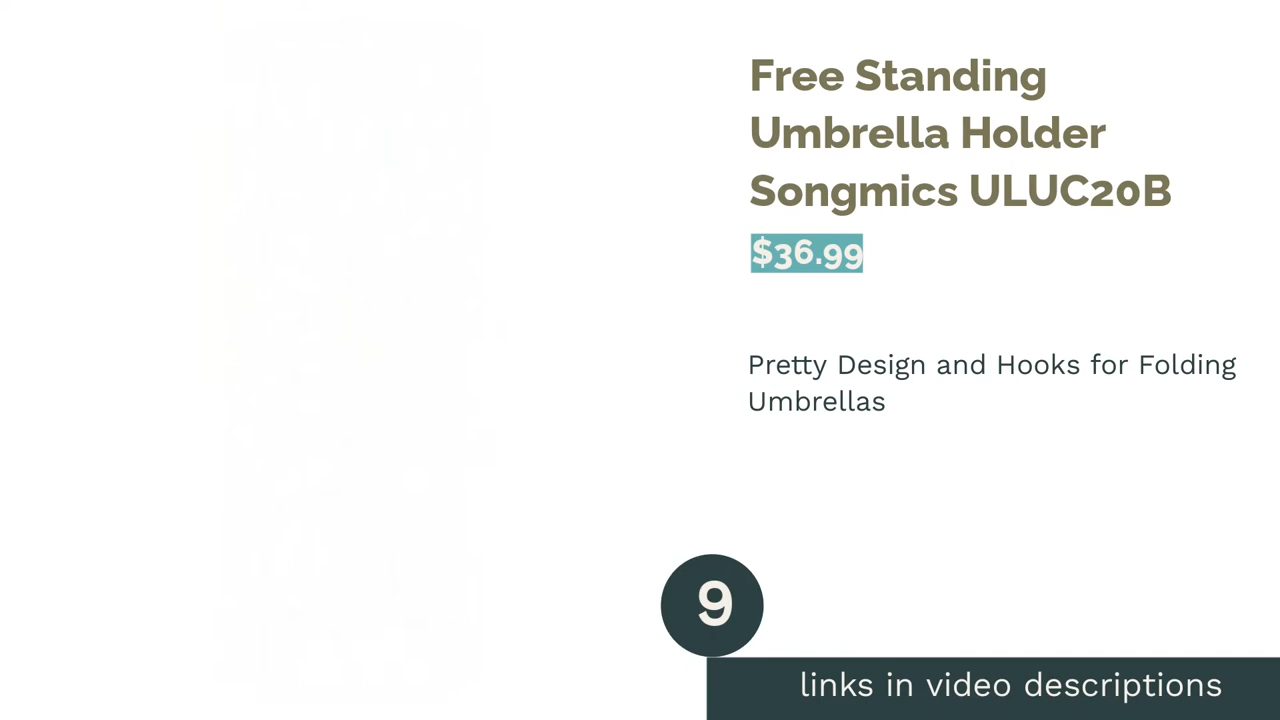 Free Standing
Umbrella Holder
Songmics ULUC20B
$36.99
Pretty Design and Hooks for Folding
Umbrellas
9
links in video descriptions